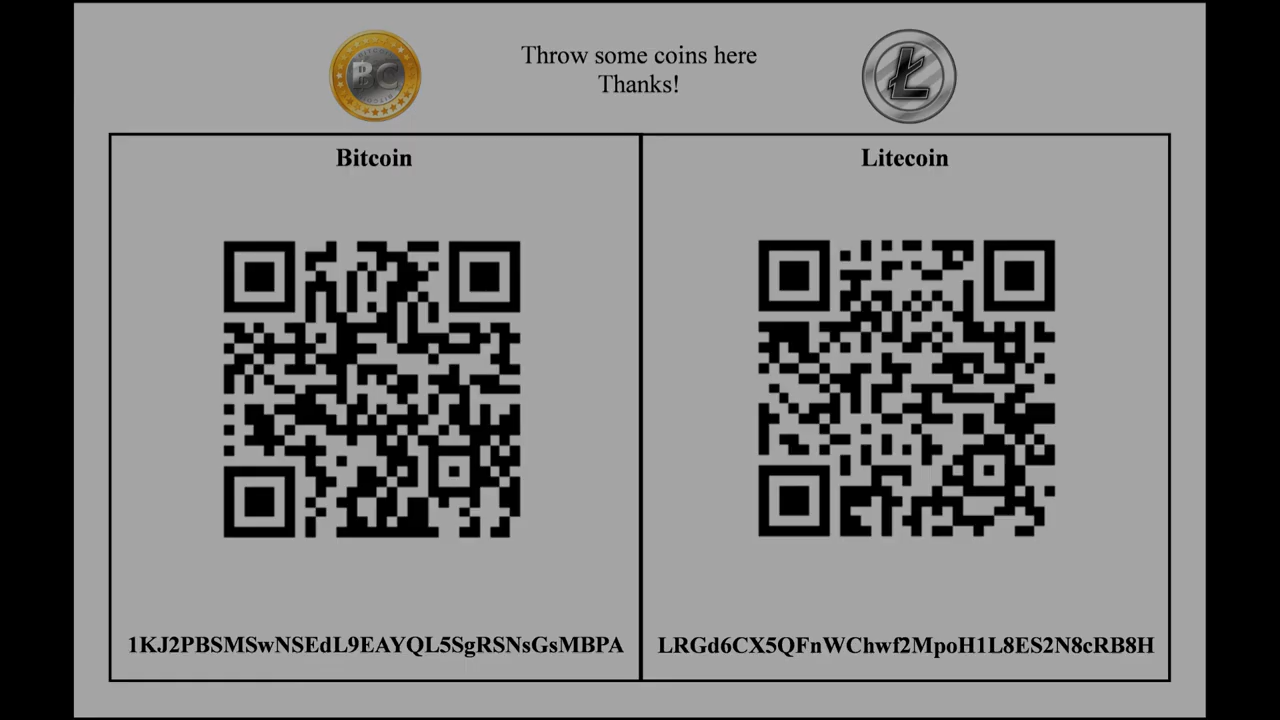 Throw some coins here
Thanks!
Bitcoin
Litecoin
1KJ2PBSMSwNSEdL9EAYQL5SgRSNsGsMBPA
LRGd6CX5QFnWChwf2MpoH1L8ES2N8cRB8H